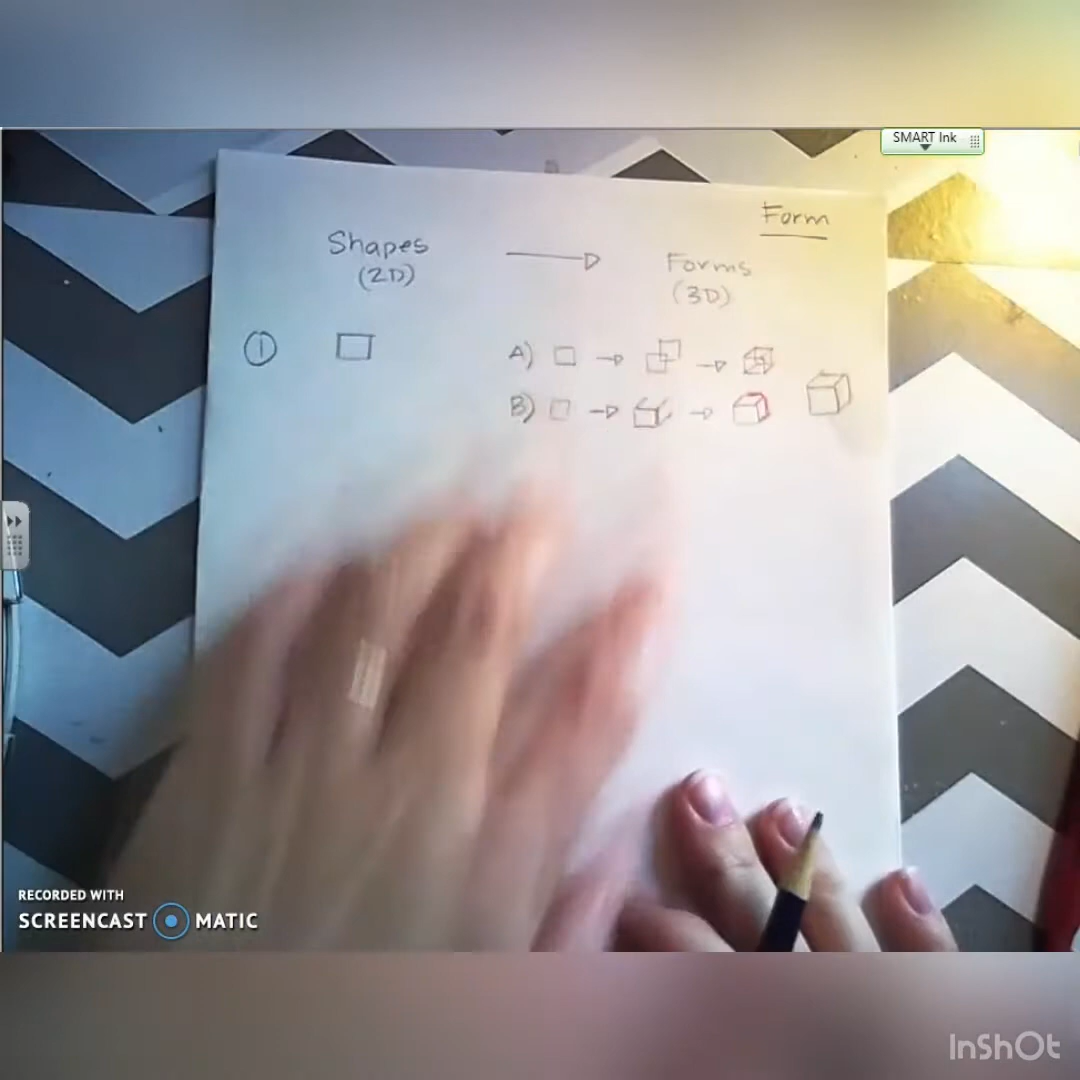 SMART Ink
Form
Shapes
(2D)
Forms
(3D)
1
A)
B)
RECORDED WITH
SCREENCAST MATIC
InShOt